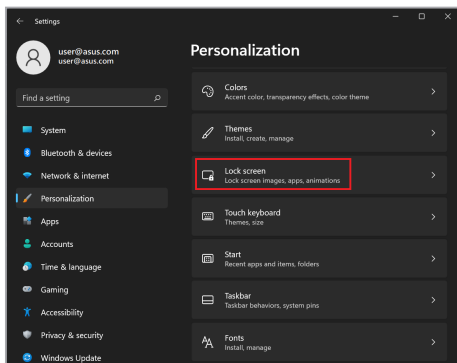 Settings
user@asus.com
user@asus.com
Find a setting
System
Bluetooth & devices
Network & internet
Personalization
Apps
Accounts
Time & language
Gaming
Accessibility
Privacy & security
Windows Update
Personalization
Colors
Accent color, transparency effects, color theme
Themes
Install, create, manage
Lock screen
Lock screen images, apps, animations
Touch keyboard
Themes, size
Start
Recent apps and items, folders
Taskbar
Taskbar behaviors, system pins
Fonts
Install, manage